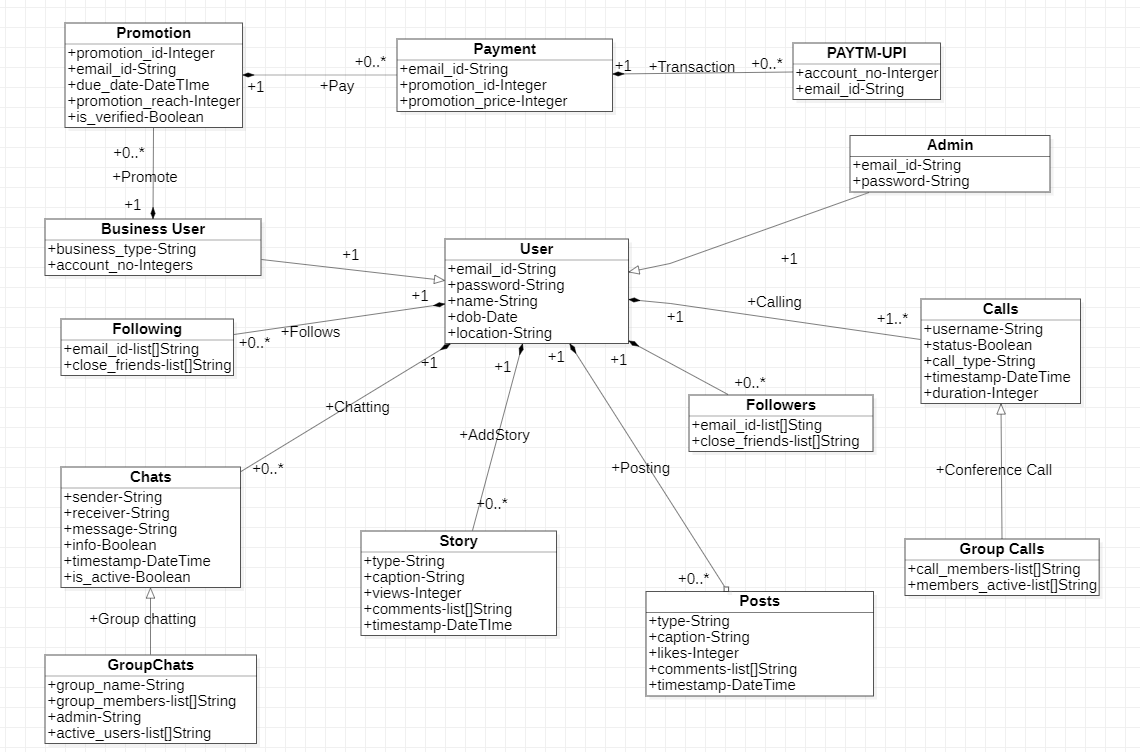 Promotion
+promotion_id-Integer
+email_id-String
+due_date-DateTIme
+promotion_reach-Integer
+is_verified-Boolean
+1
+Pay
+0..*
Payment
+email_id-String
+promotion_id-Integer
+promotion_price-Integer
+1
+Transaction
+0..*
PAYTM-UPI
+account_no-Interger
+email_id-String
+0..*
+Promote
+1
Admin
+email_id-String
+password-String
+1
Business User
+business_type-String
+account_no-Integers
+1
User
+email_id-String
+password-String
+name-String
+dob-Date
+location-String
+1
+Follows
+0..*
Following
+email_id-list[]String
+close_friends-list[]String
+Calling
+1
+1..*
Calls
+username-String
+status-Boolean
+call_type-String
+timestamp-DateTime
+duration-Integer
+1
+Chatting
+0..*
+1
+AddStory
+0..*
+1
+Posting
+0..*
+1
+0..*
Followers
+email_id-list[]Sting
+close_friends-list[]String
+Conference Call
Chats
+sender-String
+receiver-String
+message-String
+info-Boolean
+timestamp-DateTime
+is_active-Boolean
Story
+type-String
+caption-String
+views-Integer
+comments-list[]String
+timestamp-DateTIme
Group Calls
+call_members-list[]String
+members_active-list[]String
Posts
+type-String
+caption-String
+likes-Integer
+comments-list[]String
+timestamp-DateTime
+Group chatting
GroupChats
+group_name-String
+group_members-list[]String
+admin-String
+active_users-list[]String